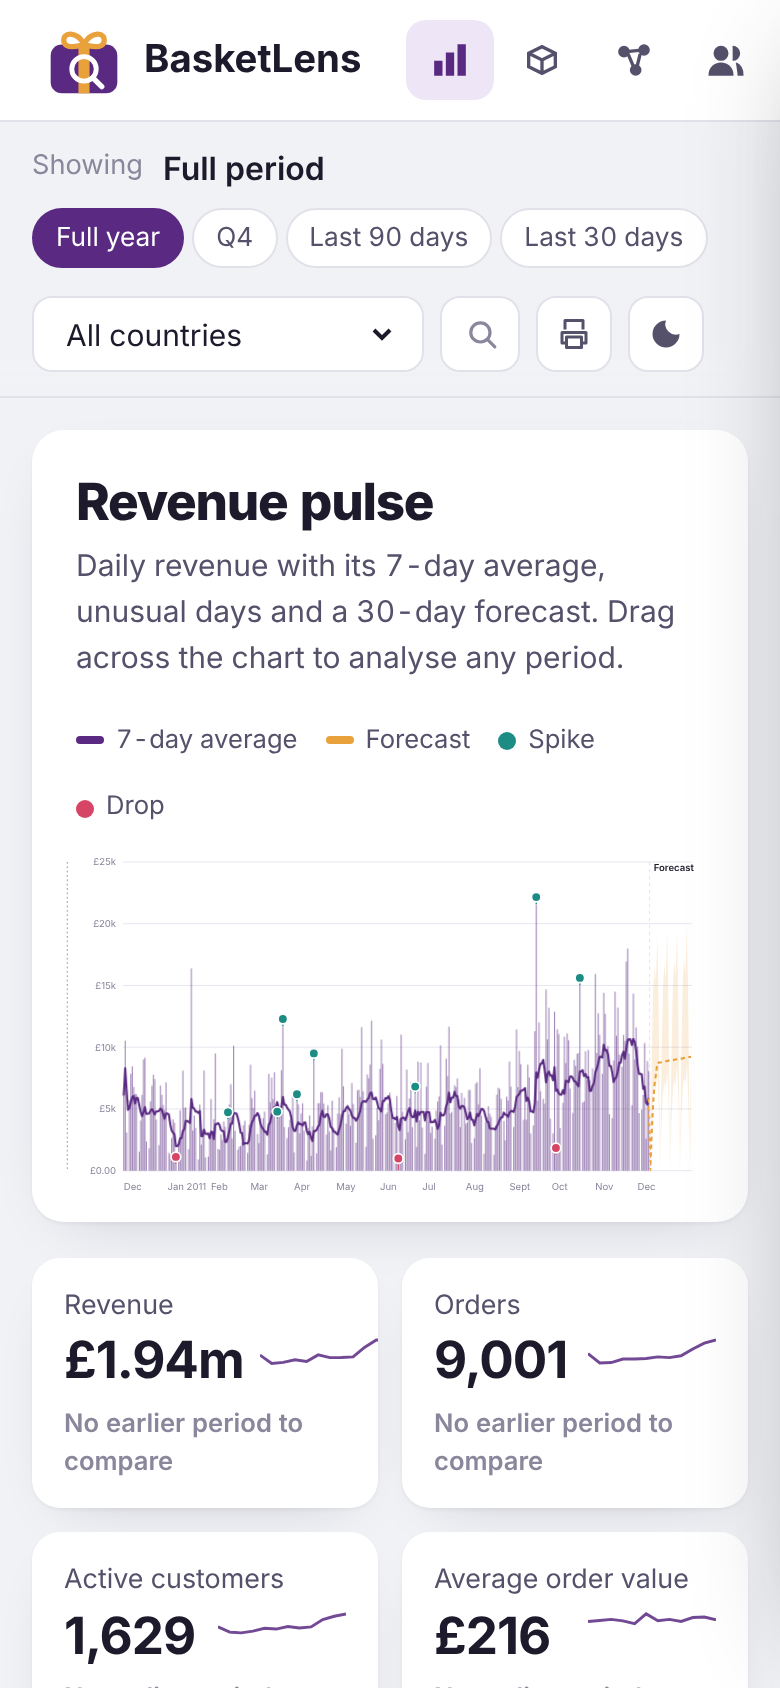 BasketLens
Showing Full period
Full year Q4 Last 90 days Last 30 days
All countries
Revenue pulse
Daily revenue with its 7-day average,
unusual days and a 30-day forecast. Drag
across the chart to analyse any period.
7-day average Forecast Spike
Drop
£25k
Forecast
£20k
£15k
£10k
£5k
£0.00
Dec Jan 2011 Feb Mar Apr May Jun Jul Aug Sept Oct Nov Dec
Revenue
£1.94m
No earlier period to
compare
Orders
9,001
No earlier period to
compare
Active customers
1,629
Average order value
£216